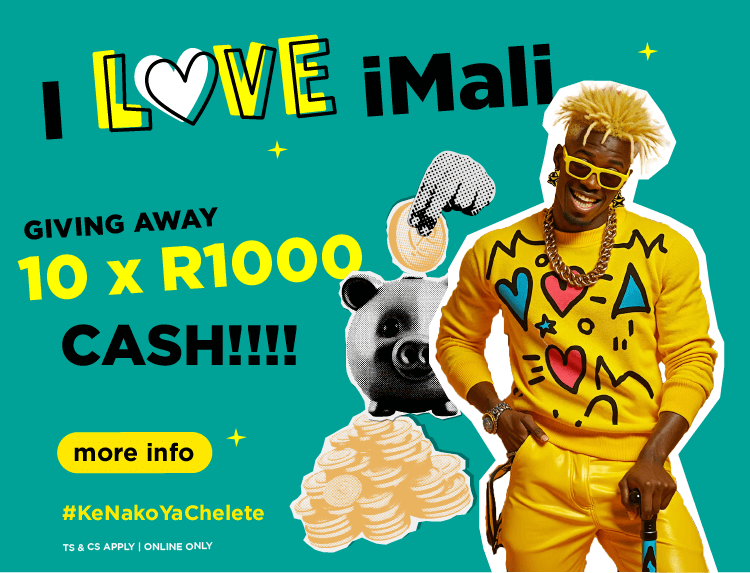 I LOVE iMali
GIVING AWAY
10 x R1000
CASH!!!!
more info
#KeNakoYaChelete
TS & CS APPLY | ONLINE ONLY